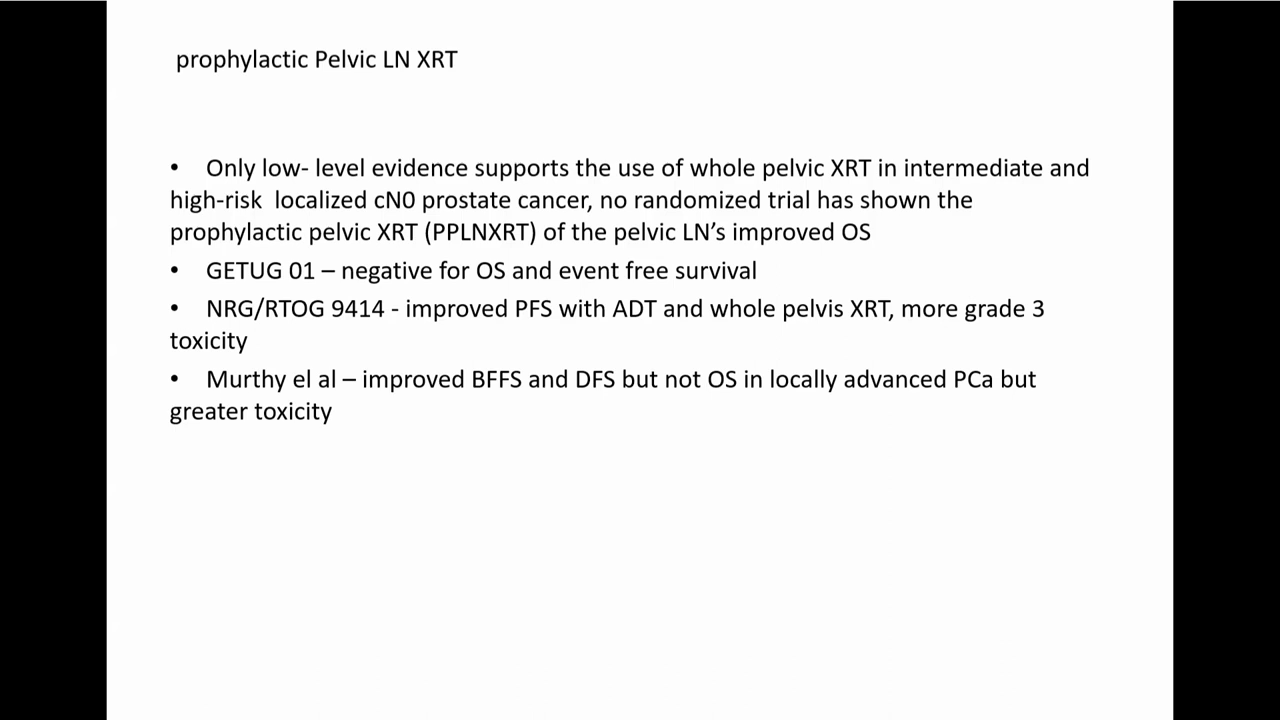 prophylactic Pelvic LN XRT
• Only low- level evidence supports the use of whole pelvic XRT in intermediate and
high-risk  localized cN0 prostate cancer, no randomized trial has shown the
prophylactic pelvic XRT (PPLNXRT) of the pelvic LN’s improved OS
• GETUG 01 – negative for OS and event free survival
• NRG/RTOG 9414 - improved PFS with ADT and whole pelvis XRT, more grade 3
toxicity
• Murthy el al – improved BFFS and DFS but not OS in locally advanced PCa but
greater toxicity